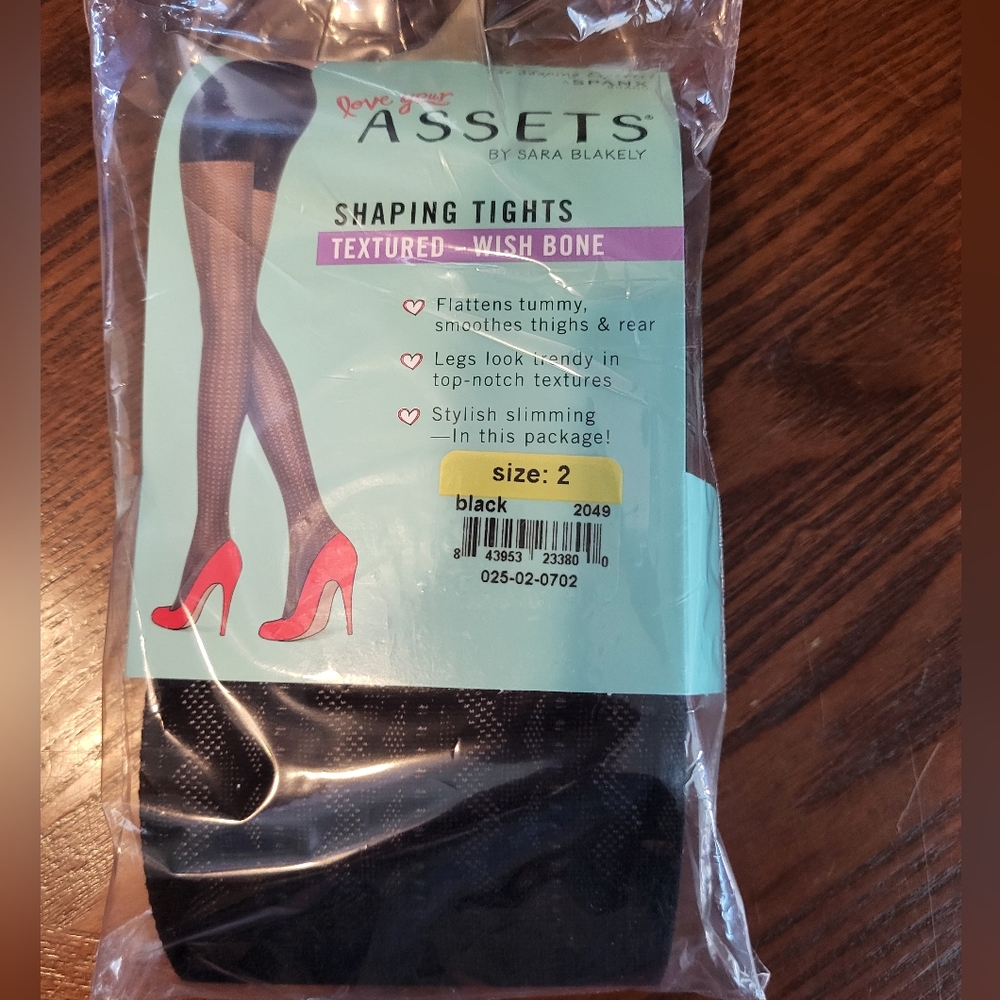 SPANX
love your
ASSETS®
BY SARA BLAKELY
SHAPING TIGHTS
TEXTURED - WISH BONE
Flattens tummy,
smoothes thighs & rear
Legs look trendy in
top-notch textures
Stylish slimming
—In this package!
size: 2
black 2049
8 43953 23380 0
025-02-0702